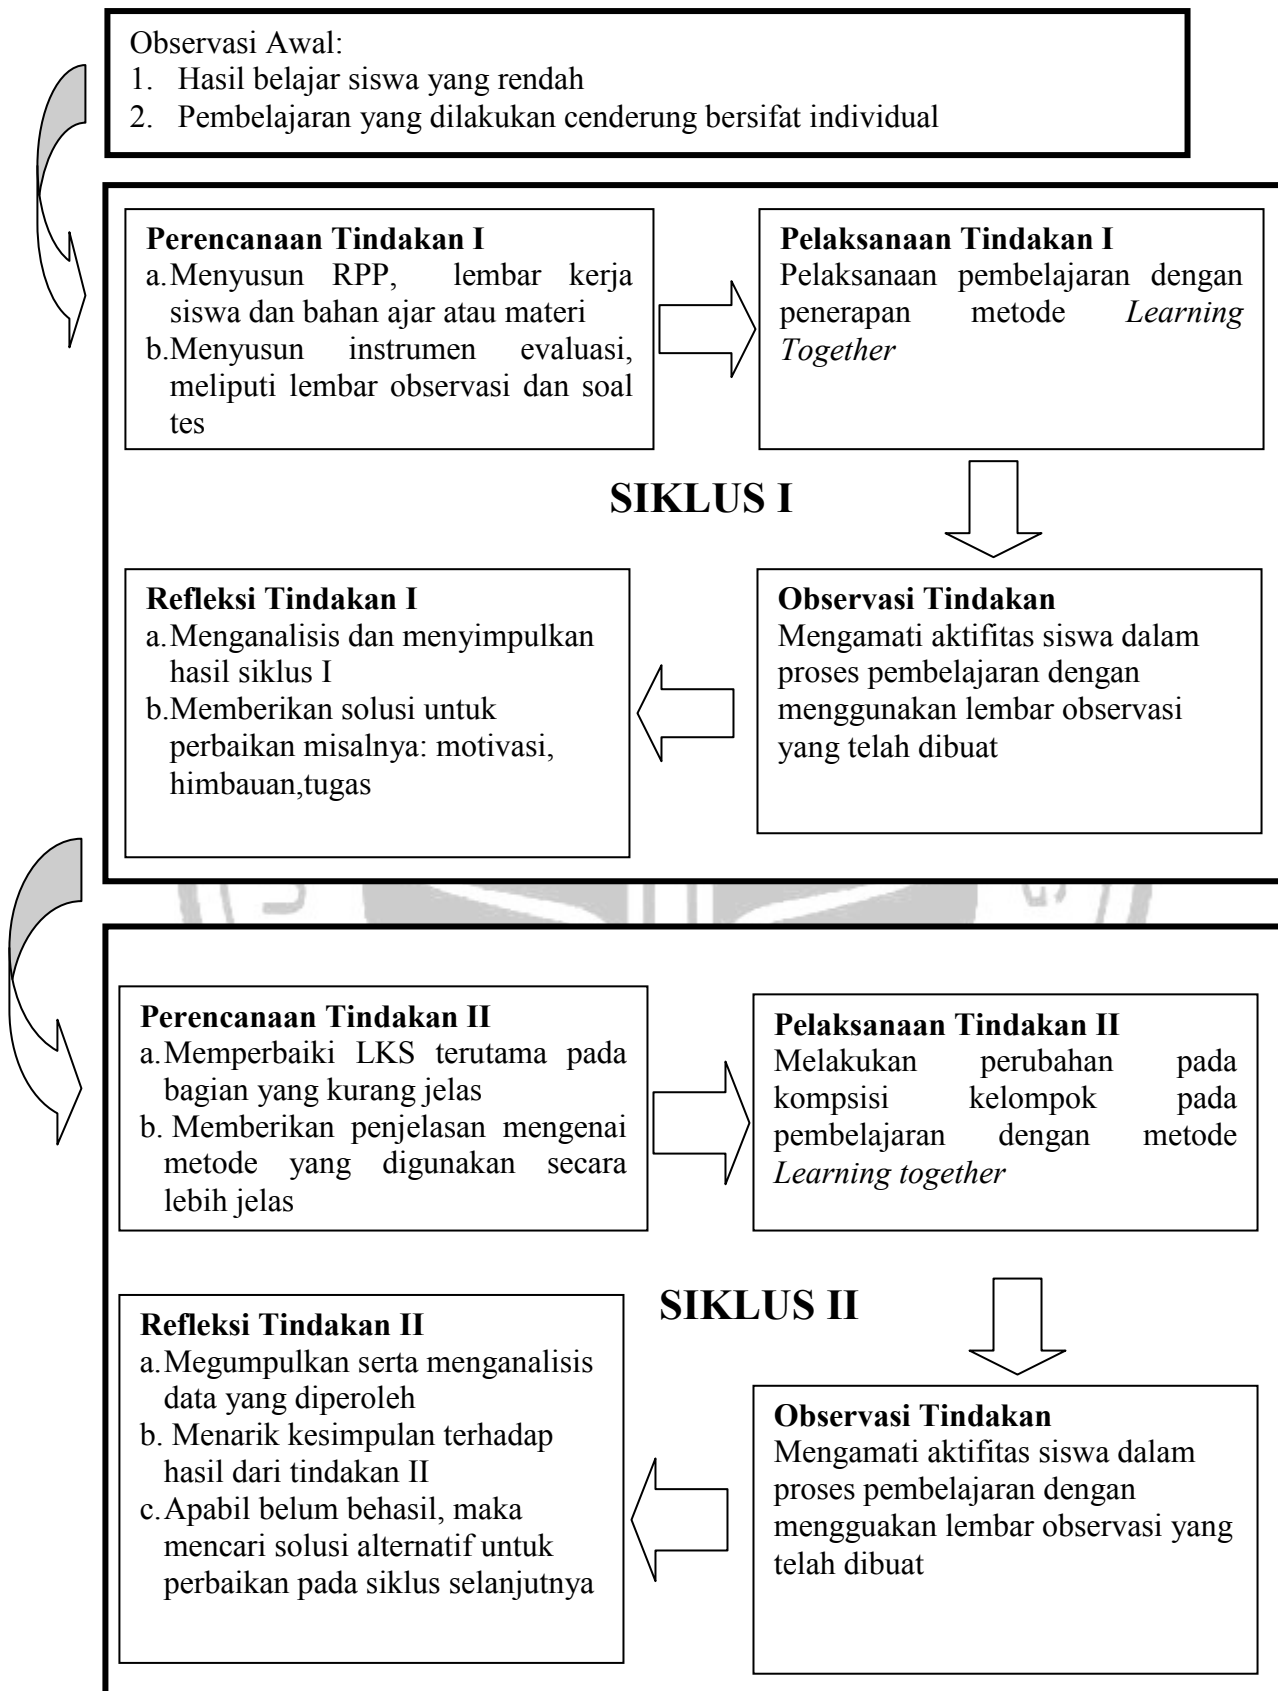 Observasi Awal:
1. Hasil belajar siswa yang rendah
2. Pembelajaran yang dilakukan cenderung bersifat individual
Perencanaan Tindakan I
a.Menyusun RPP, lembar kerja
siswa dan bahan ajar atau materi
b.Menyusun instrumen evaluasi,
meliputi lembar observasi dan soal
tes
Pelaksanaan Tindakan I
Pelaksanaan pembelajaran dengan
penerapan metode Learning
Together
SIKLUS I
Refleksi Tindakan I
a.Menganalisis dan menyimpulkan
hasil siklus I
b.Memberikan solusi untuk
perbaikan misalnya: motivasi,
himbauan,tugas
Observasi Tindakan
Mengamati aktifitas siswa dalam
proses pembelajaran dengan
menggunakan lembar observasi
yang telah dibuat
Perencanaan Tindakan II
a.Memperbaiki LKS terutama pada
bagian yang kurang jelas
b. Memberikan penjelasan mengenai
metode yang digunakan secara
lebih jelas
Pelaksanaan Tindakan II
Melakukan perubahan pada
kompsisi kelompok pada
pembelajaran dengan metode
Learning together
SIKLUS II
Refleksi Tindakan II
a.Megumpulkan serta menganalisis
data yang diperoleh
b. Menarik kesimpulan terhadap
hasil dari tindakan II
c.Apabil belum behasil, maka
mencari solusi alternatif untuk
perbaikan pada siklus selanjutnya
Observasi Tindakan
Mengamati aktifitas siswa dalam
proses pembelajaran dengan
mengguakan lembar observasi yang
telah dibuat